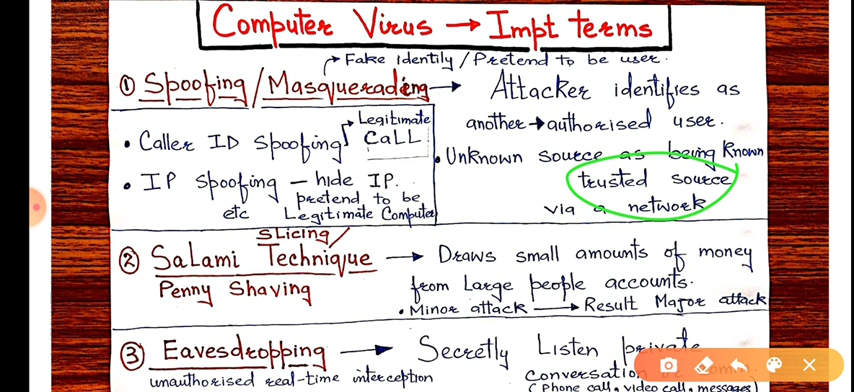 Computer Virus → Impt terms
→ Fake Identily / Pretend to be user.
① Spoofing / Masquerading → Attacker identifies as
another → authorised user.
• Unknown source as being known
trusted source
via a network
→ Legitimate
• Caller ID Spoofing CALL
• IP Spoofing – hide IP.
pretend to be
etc Legitimate Computer
SLicing /
② SaLami Technique → Draws small amounts of money
Penny Shaving from Large people accounts.
• Minor attack → Result Major attack
③ Eavesdropping → Secretly Listen private
unauthorised real-time interception conversation
(Phone call, video call, messages)